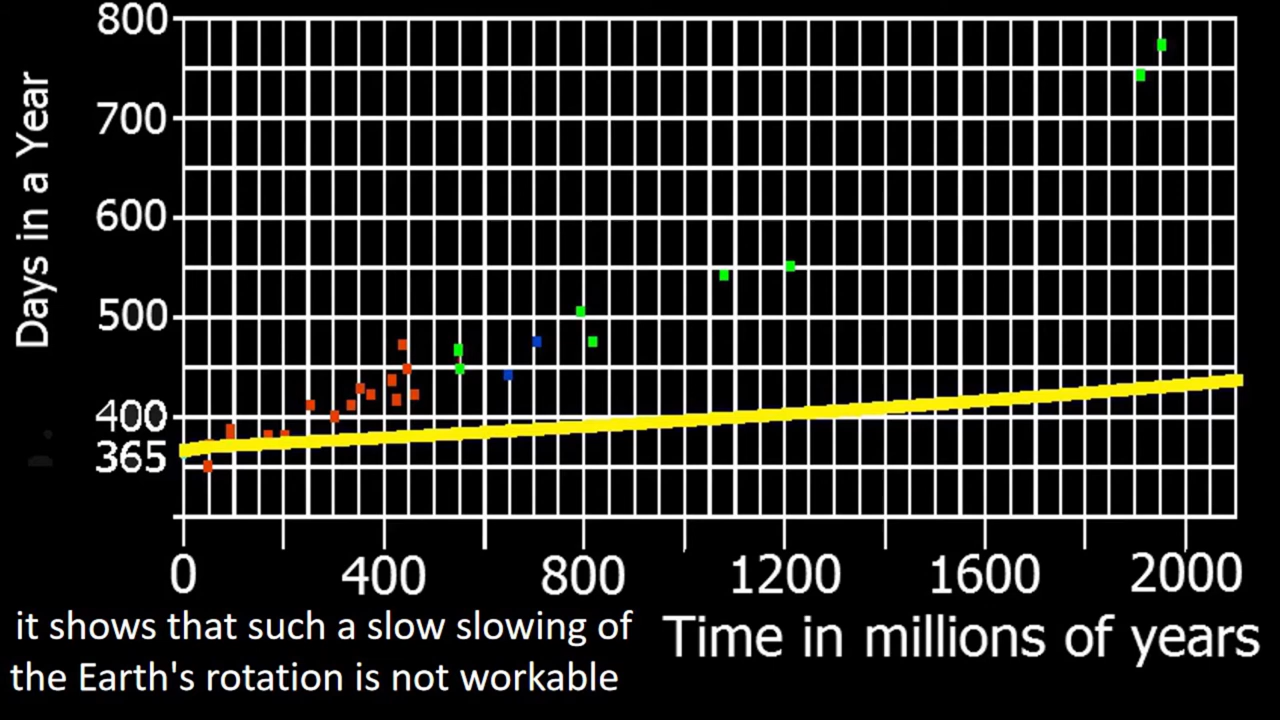 800
700
600
500
400
365
Days in a Year
0 400 800 1200 1600 2000
Time in millions of years
it shows that such a slow slowing of
the Earth's rotation is not workable